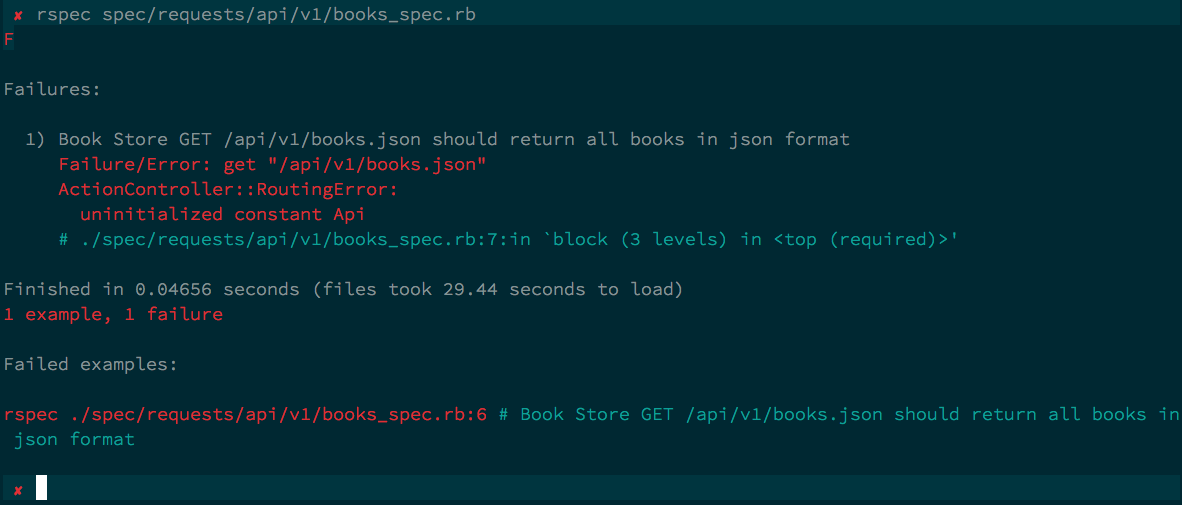 ✘ rspec spec/requests/api/v1/books_spec.rb
F
Failures:
1) Book Store GET /api/v1/books.json should return all books in json format
Failure/Error: get "/api/v1/books.json"
ActionController::RoutingError:
uninitialized constant Api
# ./spec/requests/api/v1/books_spec.rb:7:in `block (3 levels) in <top (required)>'
Finished in 0.04656 seconds (files took 29.44 seconds to load)
1 example, 1 failure
Failed examples:
rspec ./spec/requests/api/v1/books_spec.rb:6 # Book Store GET /api/v1/books.json should return all books in
json format
✘